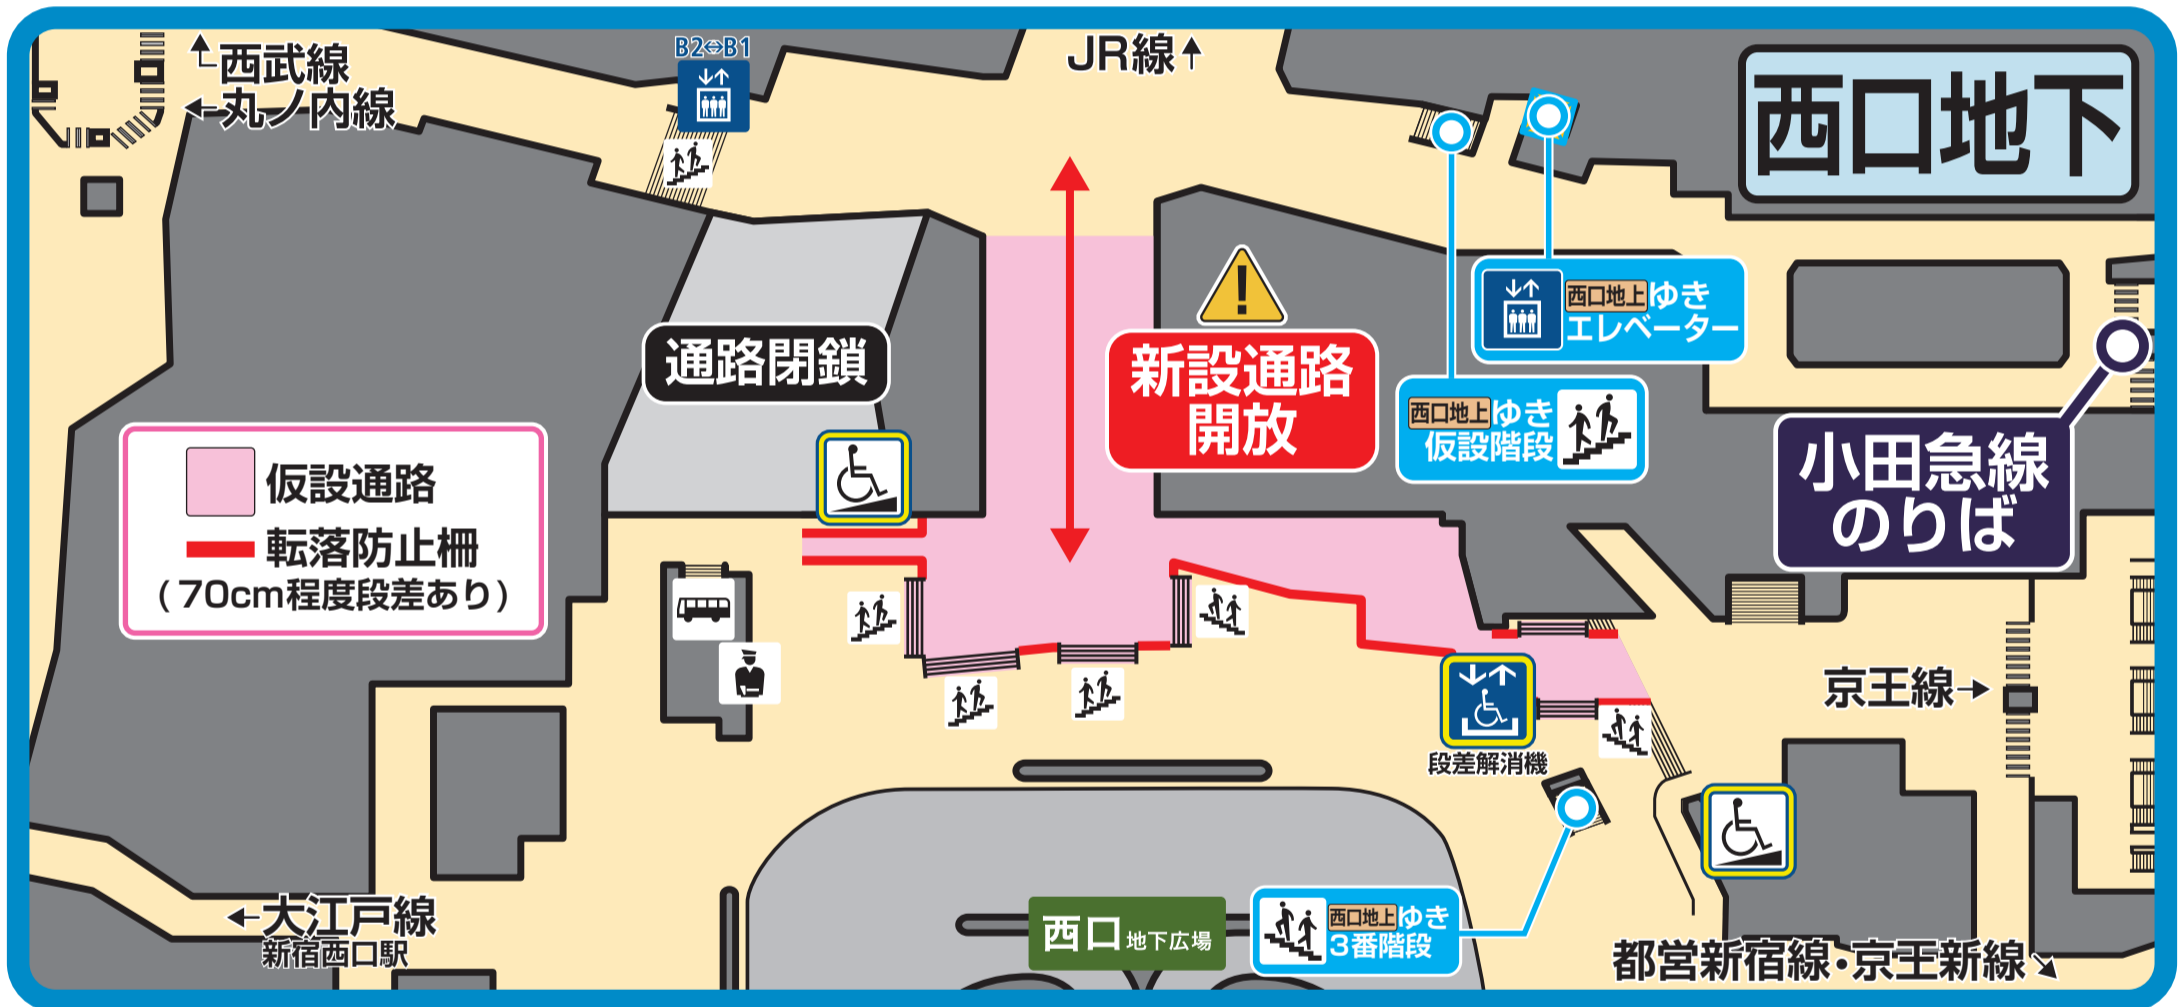 西口地下
↑西武線
←丸ノ内線
B2⇔B1
JR線↑
西口地上ゆき
エレベーター
西口地上ゆき
仮設階段
通路閉鎖
新設通路
開放
小田急線
のりば
仮設通路
転落防止柵
(70cm程度段差あり)
京王線→
段差解消機
←大江戸線
新宿西口駅
西口地下広場
西口地上ゆき
3番階段
都営新宿線・京王新線↘